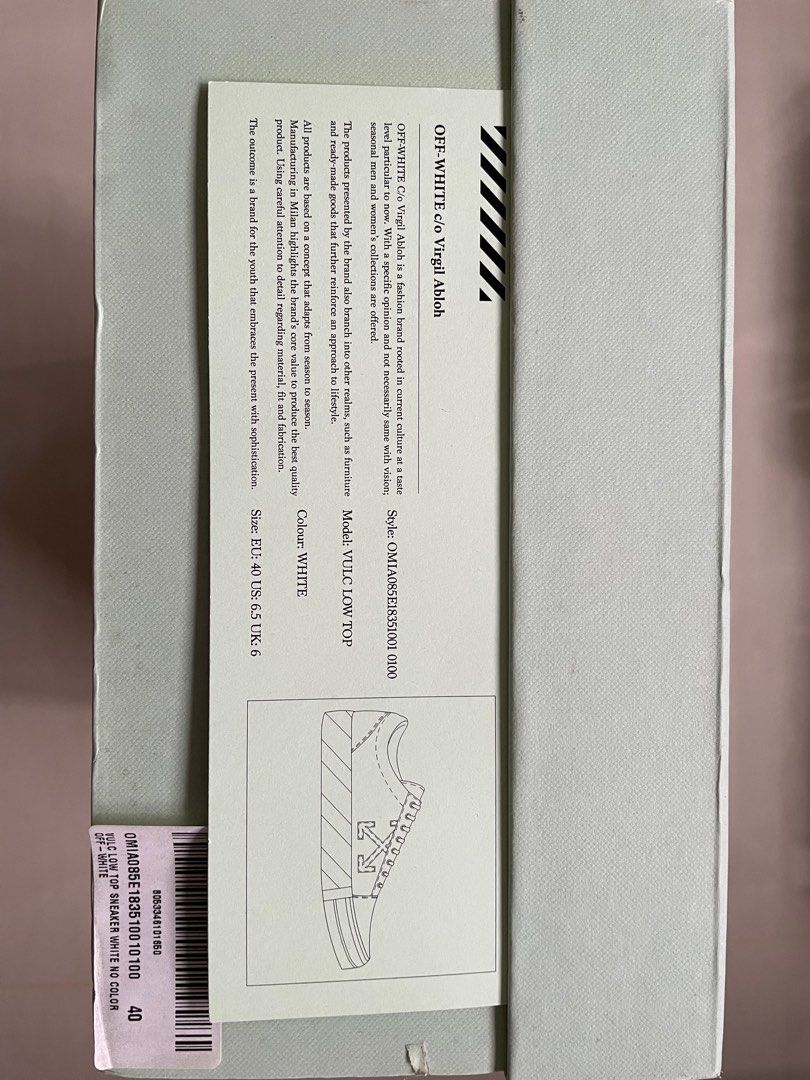 OFF-WHITE c/o Virgil Abloh
OFF-WHITE C/o Virgil Abloh is a fashion brand rooted in current culture at a taste
level particular to now. With a specific opinion and not necessarily same with vision;
seasonal men and women's collections are offered.
The products presented by the brand also branch into other realms, such as furniture
and ready-made goods that further reinforce an approach to lifestyle.
All products are based on a concept that adapts from season to season.
Manufacturing in Milan highlights the brand's core value to produce the best quality
product. Using careful attention to detail regarding material, fit and fabrication.
The outcome is a brand for the youth that embraces the present with sophistication.
Style: OMIA085E18351001 0100
Model: VULC LOW TOP
Colour: WHITE
Size: EU: 40 US: 6.5 UK: 6
8053346101650
OMIA085E183510010100 40
VULC LOW TOP SNEAKER WHITE NO COLOR
OFF-WHITE